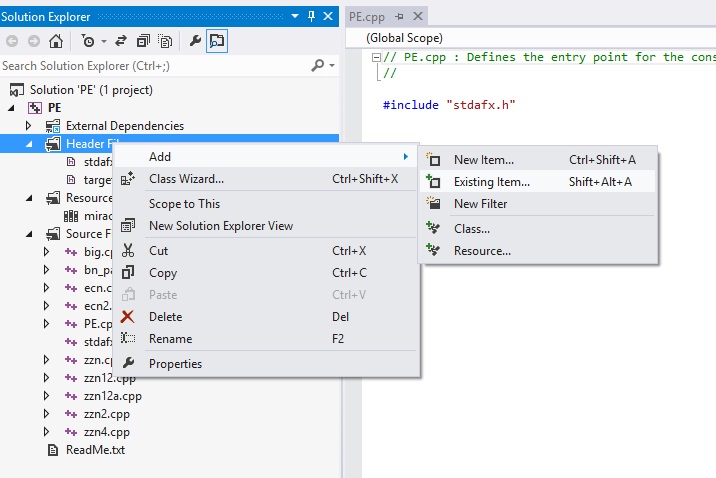 Solution Explorer
Search Solution Explorer (Ctrl+;)
Solution 'PE' (1 project)
PE
External Dependencies
Header Fi
stdaf
target
Resource
mirac
Source F
big.c
bn_pa
ecn.c
ecn2.
PE.cp
stdafx
zzn.c
zzn12.cpp
zzn12a.cpp
zzn2.cpp
zzn4.cpp
ReadMe.txt
Add
Class Wizard... Ctrl+Shift+X
Scope to This
New Solution Explorer View
Cut Ctrl+X
Copy Ctrl+C
Paste Ctrl+V
Delete Del
Rename F2
Properties
New Item... Ctrl+Shift+A
Existing Item... Shift+Alt+A
New Filter
Class...
Resource...
PE.cpp
(Global Scope)
// PE.cpp : Defines the entry point for the cons
//
#include "stdafx.h"